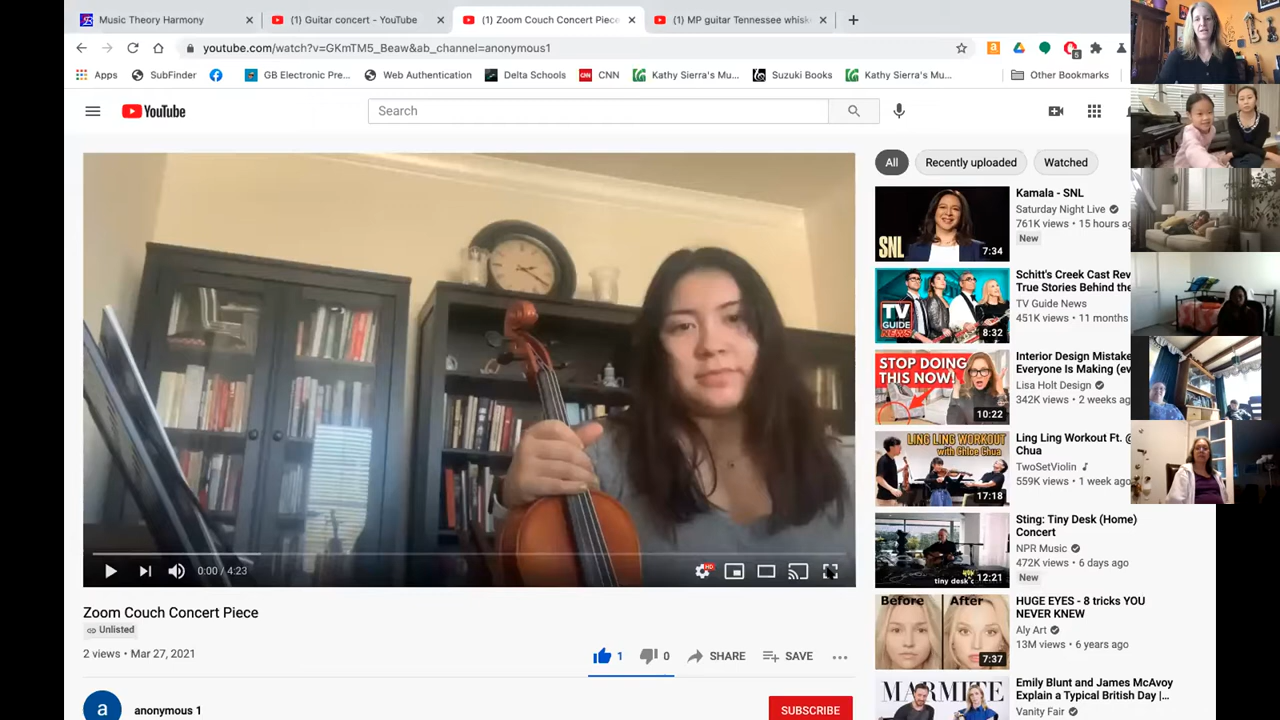 Music Theory Harmony
(1) Guitar concert - YouTube
(1) Zoom Couch Concert Piece
(1) MP guitar Tennessee whiske
youtube.com/watch?v=GKmTM5_Beaw&ab_channel=anonymous1
5
Apps
SubFinder
GB Electronic Pre...
Web Authentication
Delta Schools
CNN
Kathy Sierra's Mu...
Suzuki Books
Kathy Sierra's Mu...
Other Bookmarks
YouTube
Search
All
Recently uploaded
Watched
SNL
7:34
Kamala - SNL
Saturday Night Live
761K views • 15 hours ag
New
TV
GUIDE
NEWS
8:32
Schitt's Creek Cast Rev
True Stories Behind the
TV Guide News
451K views • 11 months
STOP DOING
THIS NOW!
10:22
Interior Design Mistake
Everyone Is Making (ev
Lisa Holt Design
342K views • 2 weeks ag
LING LING WORKOUT
with Chloe Chua
17:18
Ling Ling Workout Ft. @
Chua
TwoSetViolin
559K views • 1 week ago
tiny desk c
12:21
Sting: Tiny Desk (Home)
Concert
NPR Music
472K views • 6 days ago
New
Before After
7:37
HUGE EYES - 8 tricks YOU
NEVER KNEW
Aly Art
13M views • 6 years ago
MARMITE
Emily Blunt and James McAvoy
Explain a Typical British Day |...
Vanity Fair
0:00 / 4:23
HD
Zoom Couch Concert Piece
Unlisted
2 views • Mar 27, 2021
1
0
SHARE
SAVE
a
anonymous 1
SUBSCRIBE